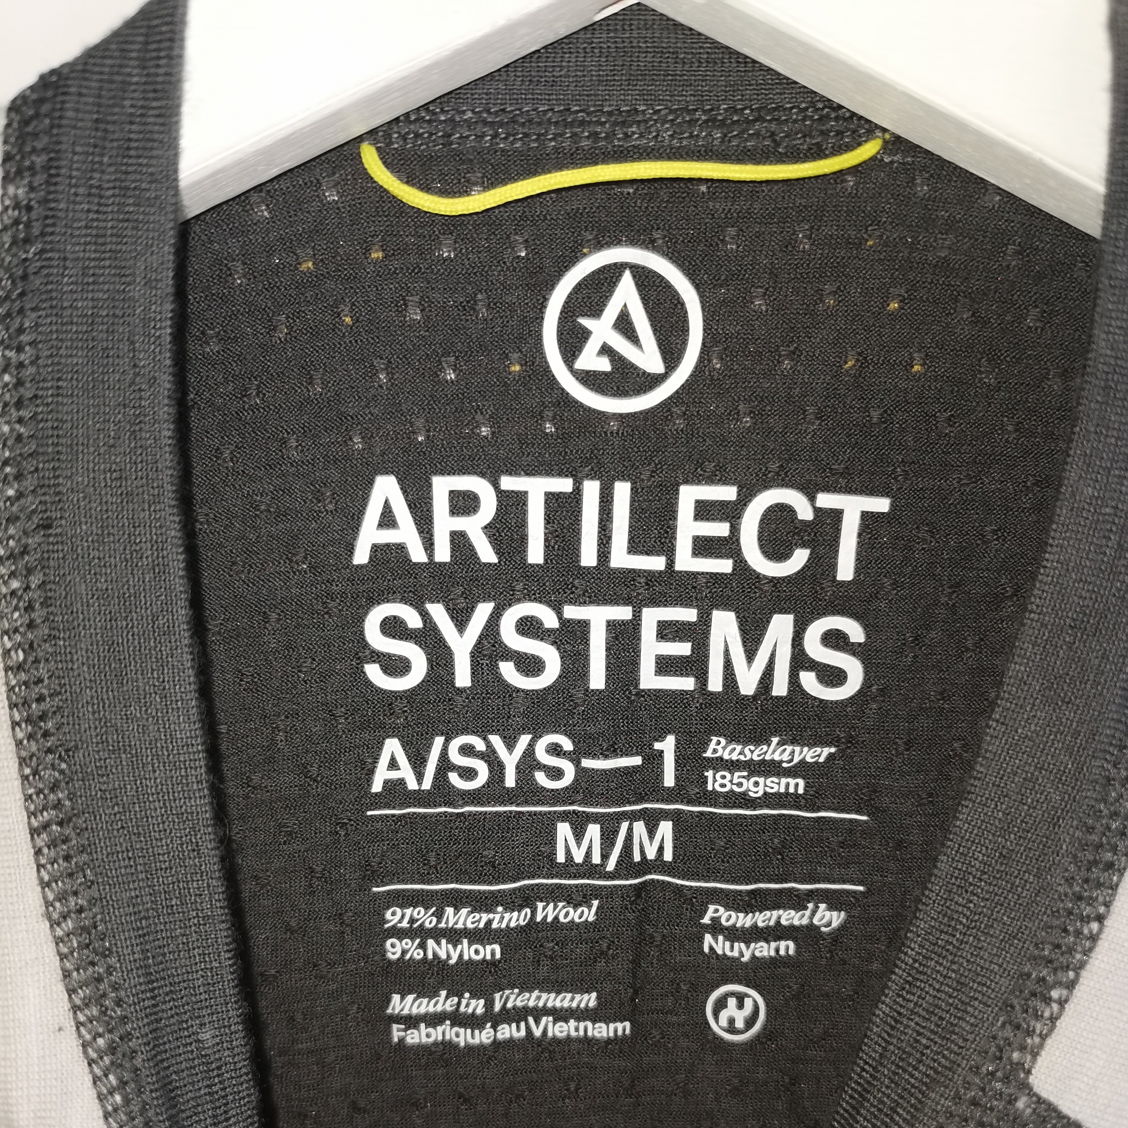 ARTILECT
SYSTEMS
A/SYS—1
Baselayer
185gsm
M/M
91% Merino Wool
9% Nylon
Powered by
Nuyarn
Made in Vietnam
Fabriqué au Vietnam